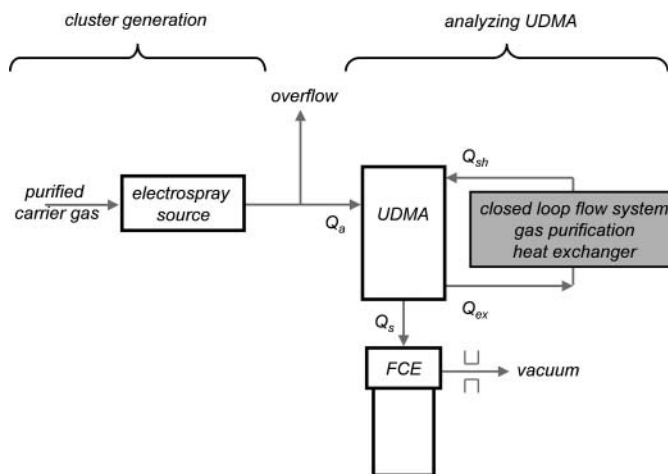 cluster generation
analyzing UDMA
overflow
Q_sh
purified
carrier gas
electrospray
source
Q_a
UDMA
closed loop flow system
gas purification
heat exchanger
Q_s
Q_ex
FCE
vacuum